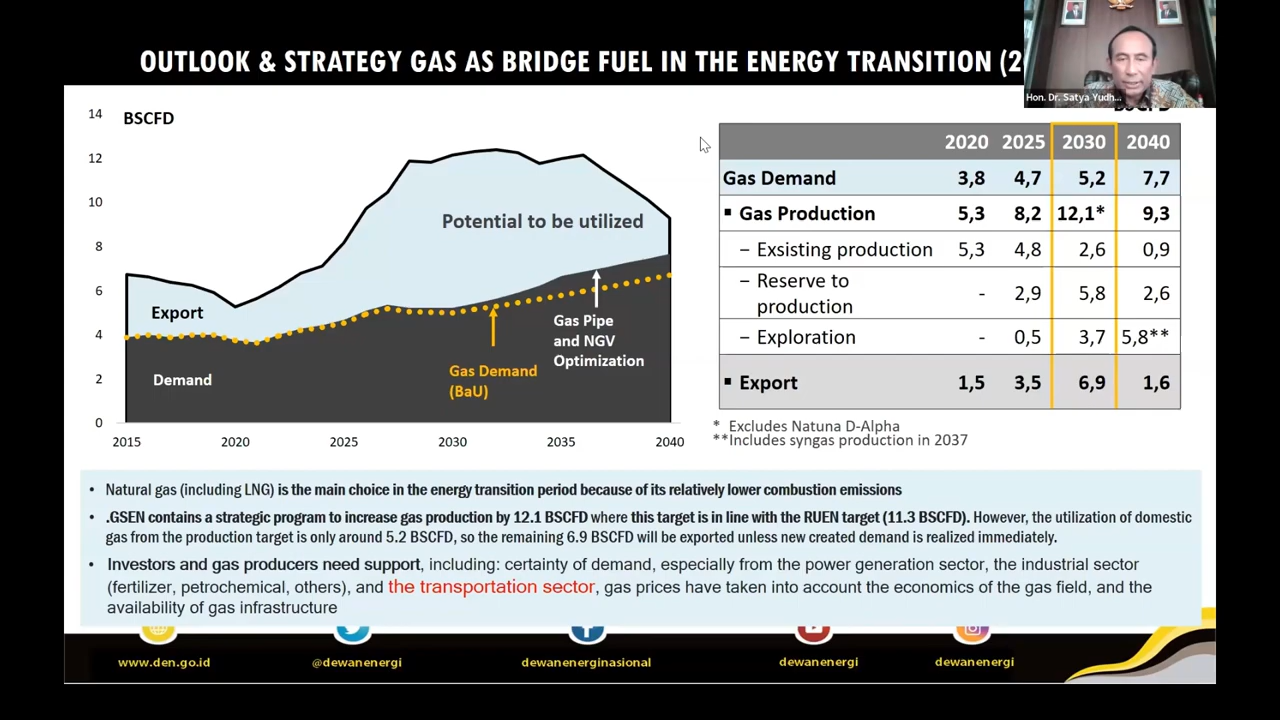 OUTLOOK & STRATEGY GAS AS BRIDGE FUEL IN THE ENERGY TRANSITION
Hon. Dr. Satya Yudh...
BSCFD
14
12
10
8
6
4
2
0
Potential to be utilized
Export
Demand
Gas Demand
(BaU)
Gas Pipe
and NGV
Optimization
2015 2020 2025 2030 2035 2040
2020 2025 2030 2040
Gas Demand 3,8 4,7 5,2 7,7
▪ Gas Production 5,3 8,2 12,1* 9,3
− Exsisting production 5,3 4,8 2,6 0,9
− Reserve to
production - 2,9 5,8 2,6
− Exploration - 0,5 3,7 5,8**
▪ Export 1,5 3,5 6,9 1,6
* Excludes Natuna D-Alpha
**Includes syngas production in 2037
• Natural gas (including LNG) is the main choice in the energy transition period because of its relatively lower combustion emissions
• .GSEN contains a strategic program to increase gas production by 12.1 BSCFD where this target is in line with the RUEN target (11.3 BSCFD). However, the utilization of domestic
gas from the production target is only around 5.2 BSCFD, so the remaining 6.9 BSCFD will be exported unless new created demand is realized immediately.
• Investors and gas producers need support, including: certainty of demand, especially from the power generation sector, the industrial sector
(fertilizer, petrochemical, others), and the transportation sector, gas prices have taken into account the economics of the gas field, and the
availability of gas infrastructure
www.den.go.id @dewanenergi dewanenerginasional dewanenergi dewanenergi